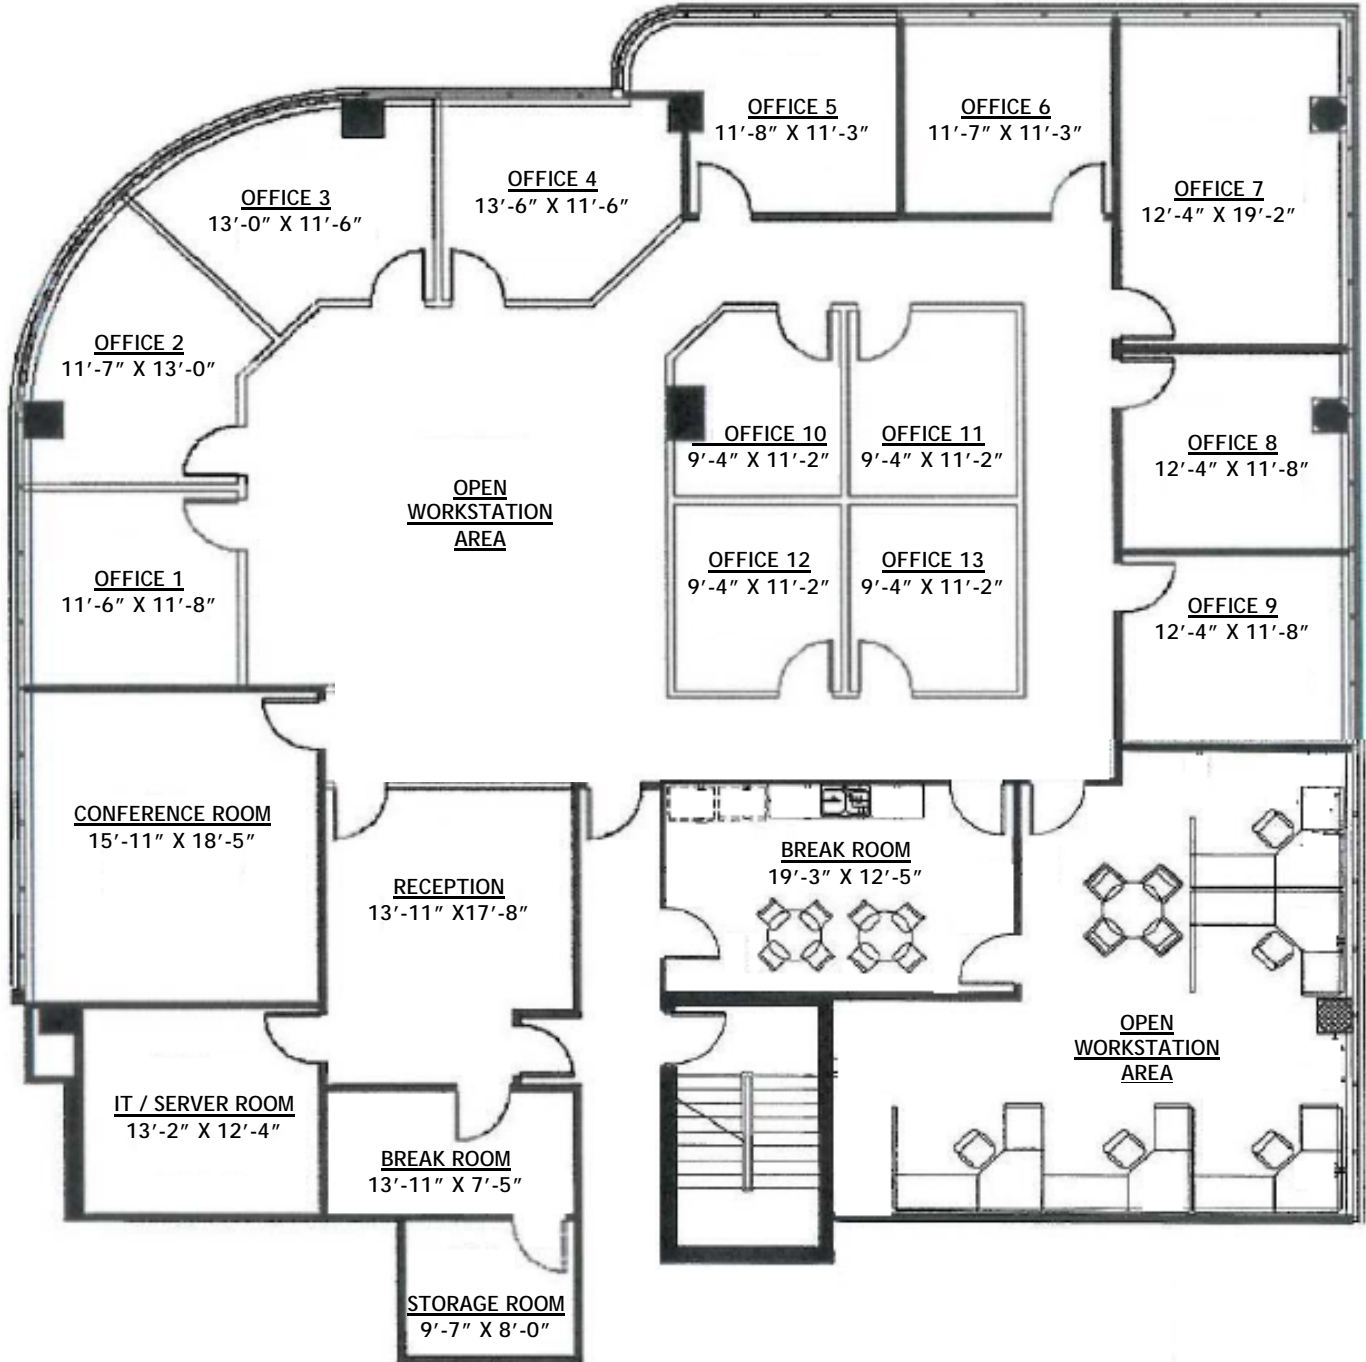 OFFICE 5
11'-8" X 11'-3"
OFFICE 6
11'-7" X 11'-3"
OFFICE 4
13'-6" X 11'-6"
OFFICE 3
13'-0" X 11'-6"
OFFICE 7
12'-4" X 19'-2"
OFFICE 2
11'-7" X 13'-0"
OFFICE 10
9'-4" X 11'-2"
OFFICE 11
9'-4" X 11'-2"
OFFICE 8
12'-4" X 11'-8"
OPEN
WORKSTATION
AREA
OFFICE 12
9'-4" X 11'-2"
OFFICE 13
9'-4" X 11'-2"
OFFICE 1
11'-6" X 11'-8"
OFFICE 9
12'-4" X 11'-8"
CONFERENCE ROOM
15'-11" X 18'-5"
BREAK ROOM
19'-3" X 12'-5"
RECEPTION
13'-11" X17'-8"
OPEN
WORKSTATION
AREA
IT / SERVER ROOM
13'-2" X 12'-4"
BREAK ROOM
13'-11" X 7'-5"
STORAGE ROOM
9'-7" X 8'-0"